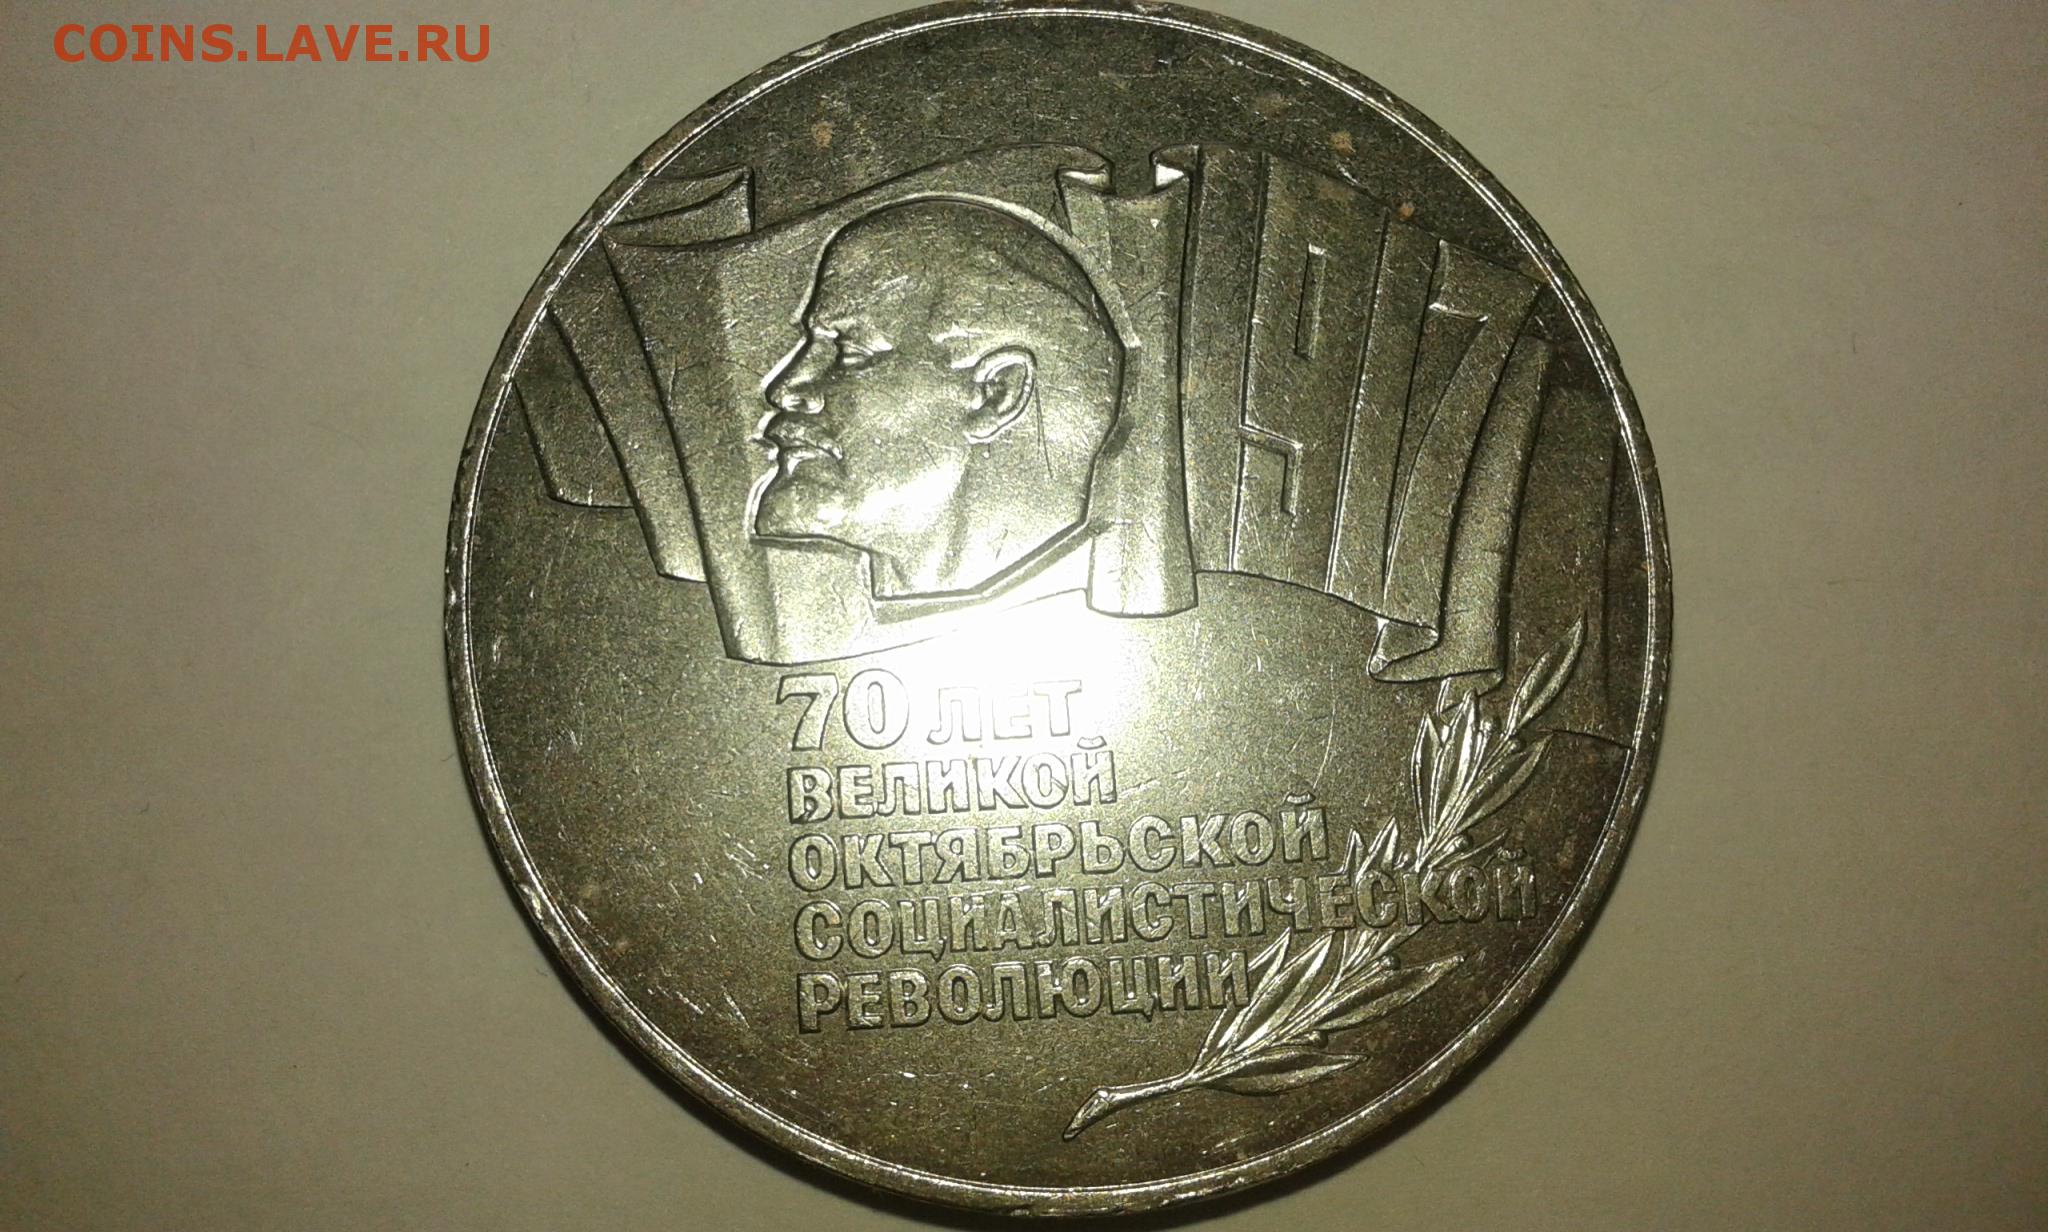 COINS.LAVE.RU
1917
70 ЛЕТ
ВЕЛИКОЙ
ОКТЯБРЬСКОЙ
СОЦИАЛИСТИЧЕСКОЙ
РЕВОЛЮЦИИ